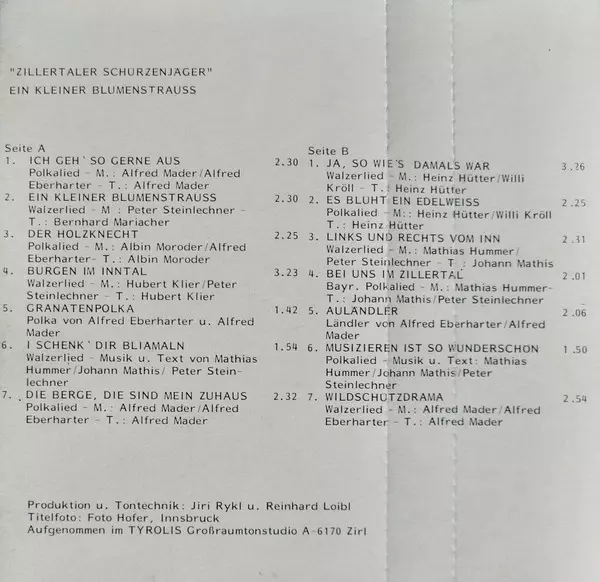 "ZILLERTALER SCHÜRZENJÄGER"
EIN KLEINER BLUMENSTRAUSS
Seite A
1. ICH GEH' SO GERNE AUS 2.30
Polkalied - M.: Alfred Mader/Alfred
Eberharter - T.: Alfred Mader
2. EIN KLEINER BLUMENSTRAUSS 2.30
Walzerlied - M : Peter Steinlechner -
T.: Bernhard Mariacher
3. DER HOLZKNECHT 2.25
Polkalied - M.: Albin Moroder/Alfred
Eberharter- T.: Albin Moroder
4. BURGEN IM INNTAL 3.23
Walzerlied - M.: Hubert Klier/Peter
Steinlechner - T.: Hubert Klier
5. GRANATENPOLKA 1.42
Polka von Alfred Eberharter u. Alfred
Mader
6. I SCHENK' DIR BLIAMALN 1.54
Walzerlied - Musik u. Text von Mathias
Hummer/Johann Mathis/ Peter Stein-
lechner
7. DIE BERGE, DIE SIND MEIN ZUHAUS 2.32
Polkalied - M.: Alfred Mader/Alfred
Eberharter - T.: Alfred Mader
Seite B
1. JA, SO WIE'S DAMALS WAR 3.26
Walzerlied - M.: Heinz Hütter/Willi
Kröll - T.: Heinz Hütter
2. ES BLÜHT EIN EDELWEISS 2.25
Polkalied - M.: Heinz Hütter/Willi Kröll
T.: Heinz Hütter
3. LINKS UND RECHTS VOM INN 2.31
Walzerlied - M.: Mathias Hummer/
Peter Steinlechner - T : Johann Mathis
4. BEI UNS IM ZILLERTAL 2.01
Bayr. Polkalied - M.: Mathias Hummer-
T.: Johann Mathis/Peter Steinlechner
5. AULÄNDLER 2.06
Ländler von Alfred Eberharter/Alfred
Mader
6. MUSIZIEREN IST SO WUNDERSCHÖN 1.50
Polkalied - Musik u. Text: Mathias
Hummer/Johann Mathis/Peter
Steinlechner
7. WILDSCHÜTZDRAMA 2.54
Walzerlied - M.: Alfred Mader/Alfred
Eberharter - T.: Alfred Mader
Produktion u. Tontechnik: Jiri Rykl u. Reinhard Loibl
Titelfoto: Foto Hofer, Innsbruck
Aufgenommen im TYROLIS Großraumtonstudio A-6170 Zirl